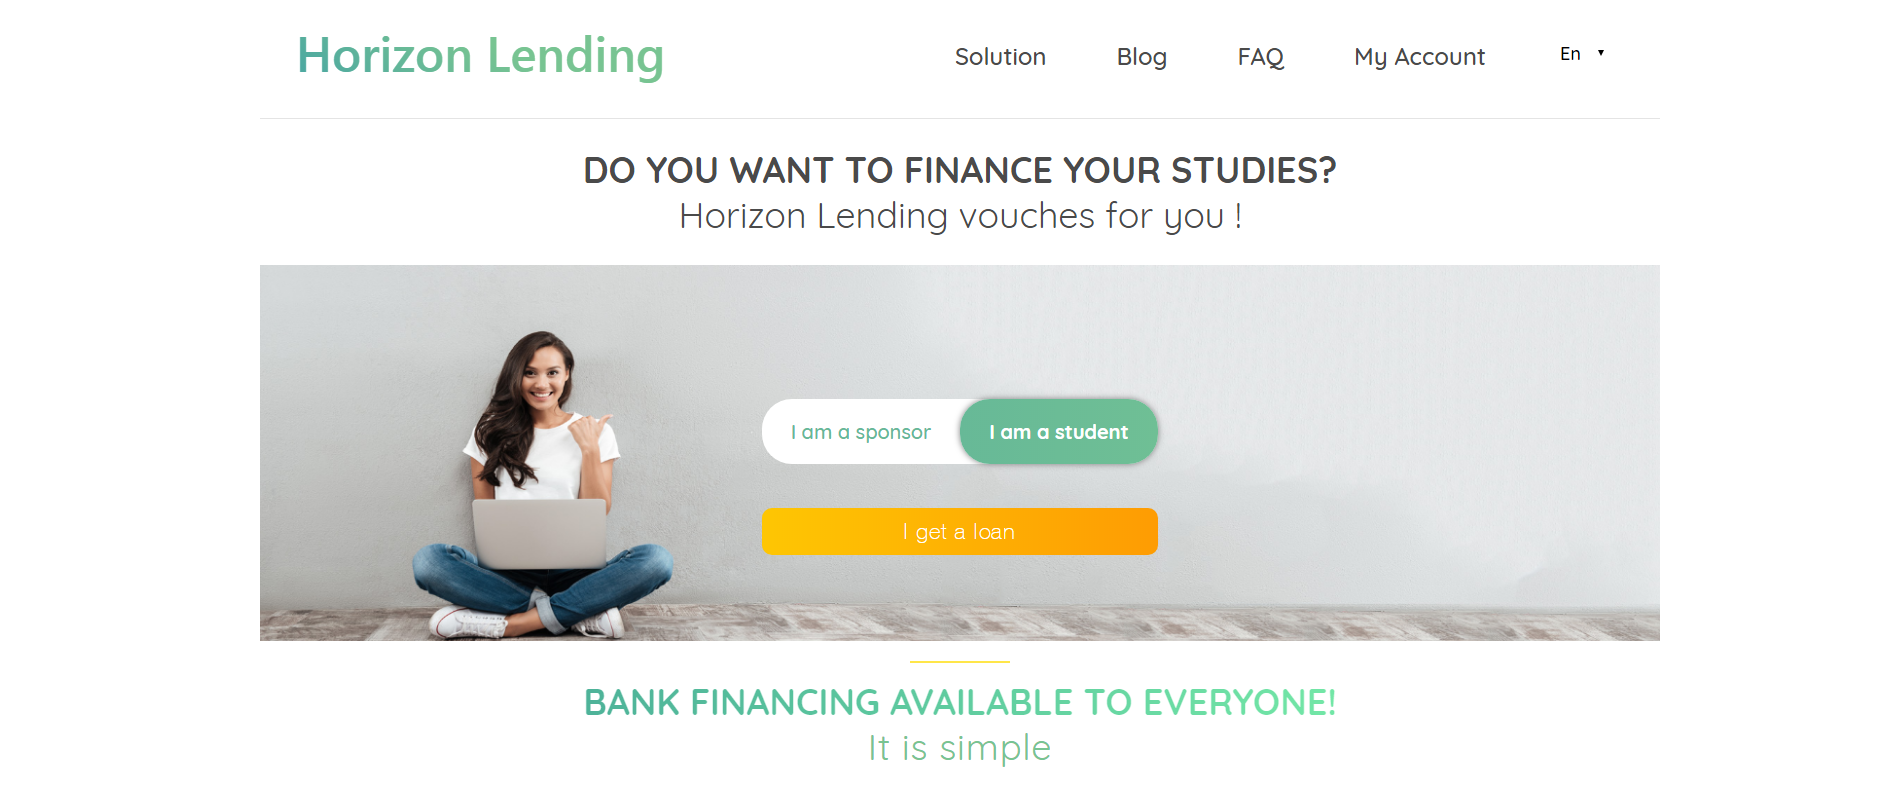 Horizon Lending
Solution Blog FAQ My Account En
DO YOU WANT TO FINANCE YOUR STUDIES?
Horizon Lending vouches for you !
I am a sponsor I am a student
I get a loan
BANK FINANCING AVAILABLE TO EVERYONE!
It is simple